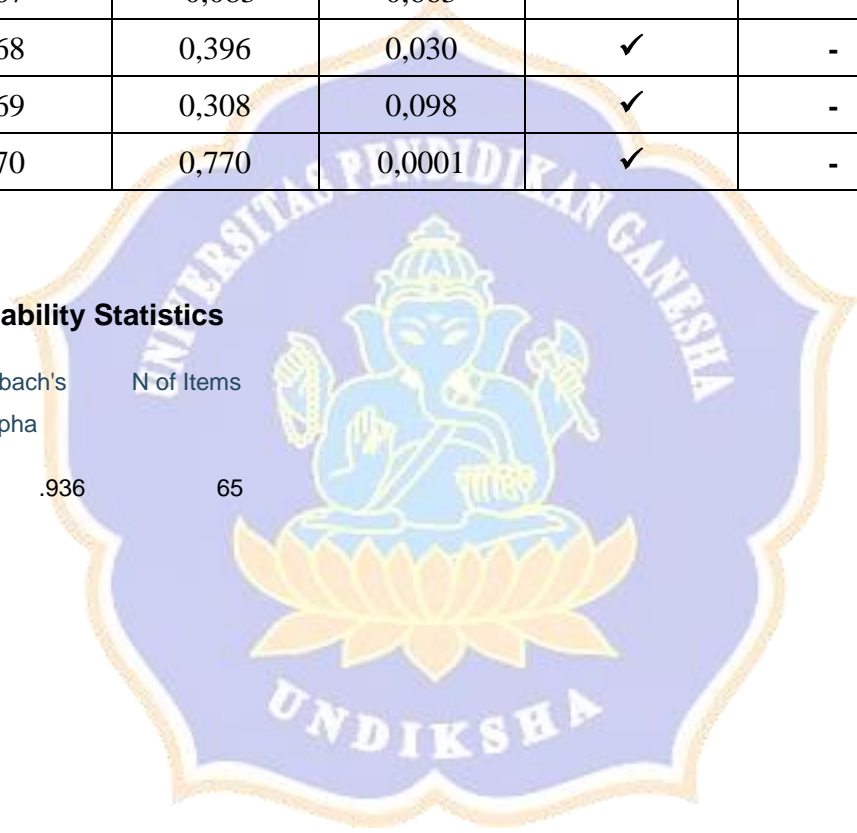 68 0,396 0,030 ✓ -
69 0,308 0,098 ✓ -
70 0,770 0,0001 ✓ -
UNIVERSITAS PENDIDIKAN GANESHA
ability Statistics
bach's N of Items
pha
.936 65
UNDIKSHA